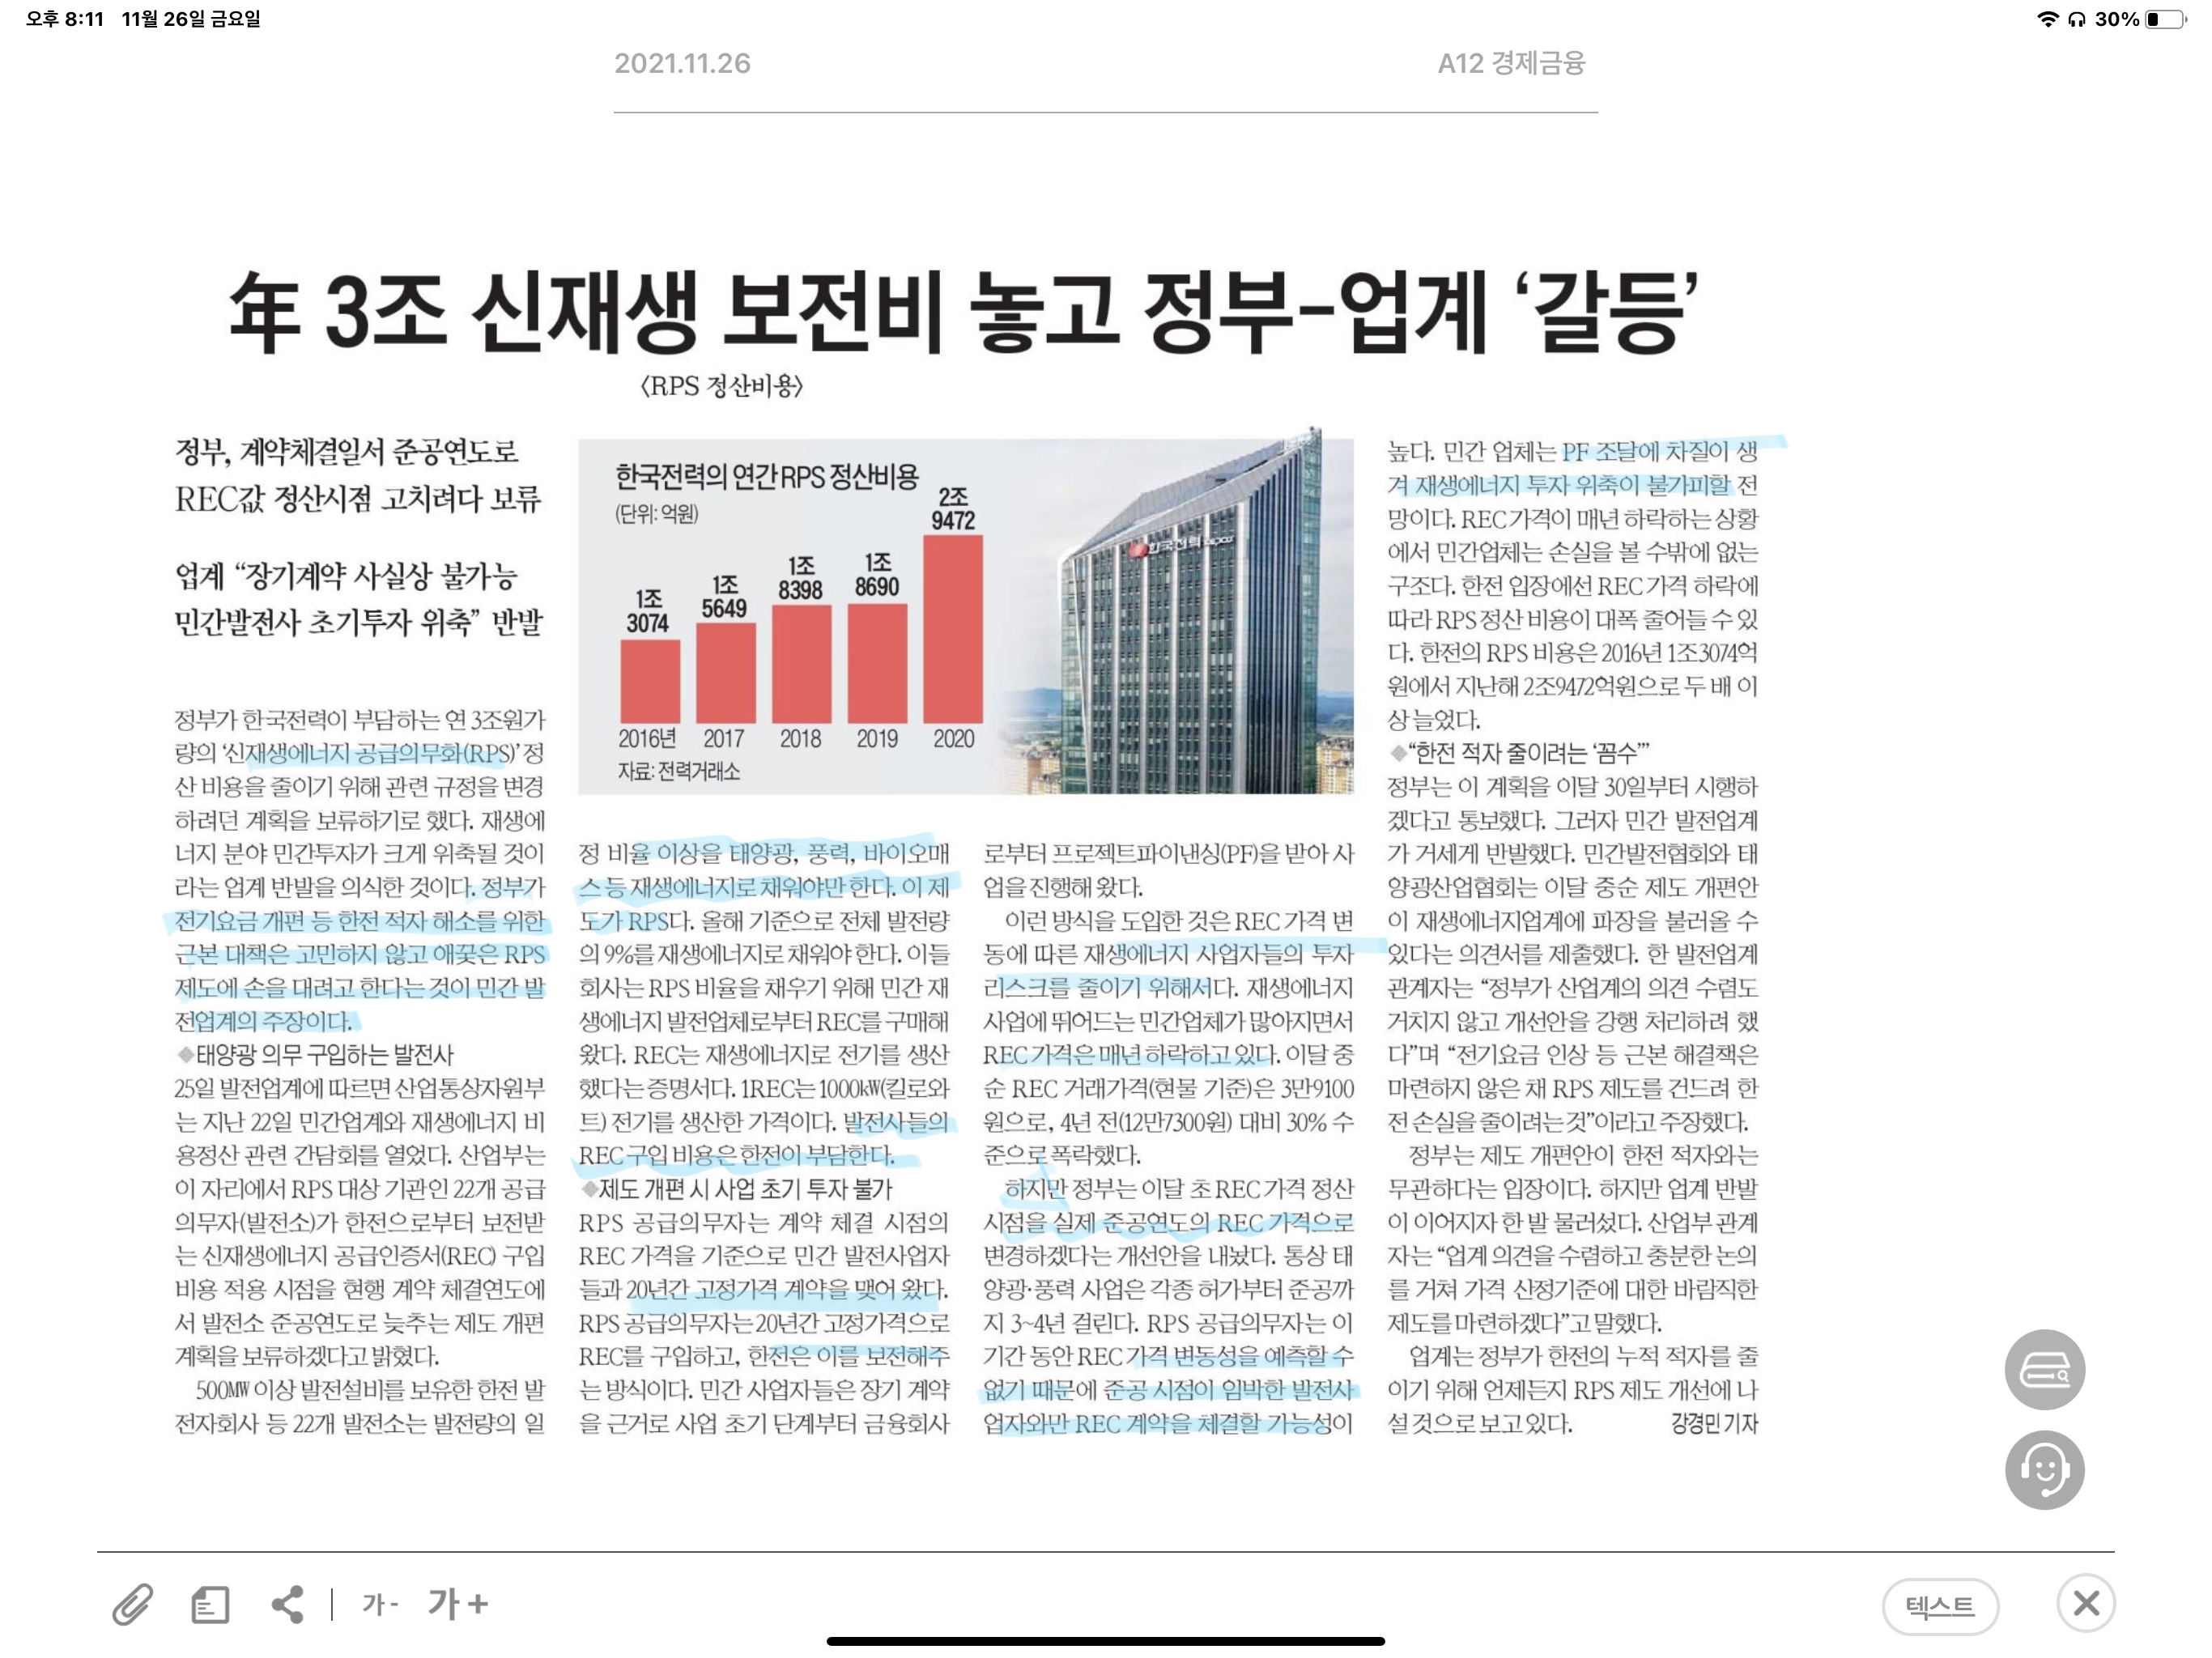 오후 8:11 11월 26일 금요일
30%
2021.11.26
A12 경제금융
年 3조 신재생 보전비 놓고 정부-업계 ‘갈등’
〈RPS 정산비용〉
정부, 계약체결일서 준공연도로
REC값 정산시점 고치려다 보류
업계 “장기계약 사실상 불가능
민간발전사 초기투자 위축” 반발
정부가 한국전력이 부담하는 연 3조원가
량의 ‘신재생에너지 공급의무화(RPS)’ 정
산 비용을 줄이기 위해 관련 규정을 변경
하려던 계획을 보류하기로 했다. 재생에
너지 분야 민간투자가 크게 위축될 것이
라는 업계 반발을 의식한 것이다. 정부가
전기요금 개편 등 한전 적자 해소를 위한
근본 대책은 고민하지 않고 애꿎은 RPS
제도에 손을 대려고 한다는 것이 민간 발
전업계의 주장이다.
◆태양광 의무 구입하는 발전사
25일 발전업계에 따르면 산업통상자원부
는 지난 22일 민간업계와 재생에너지 비
용정산 관련 간담회를 열었다. 산업부는
이 자리에서 RPS 대상 기관인 22개 공급
의무자(발전소)가 한전으로부터 보전받
는 신재생에너지 공급인증서(REC) 구입
비용 적용 시점을 현행 계약 체결연도에
서 발전소 준공연도로 늦추는 제도 개편
계획을 보류하겠다고 밝혔다.
500㎿ 이상 발전설비를 보유한 한전 발
전자회사 등 22개 발전소는 발전량의 일
한국전력의 연간 RPS 정산비용
(단위: 억원)
1조 3074
1조 5649
1조 8398
1조 8690
2조 9472
2016년 2017 2018 2019 2020
자료: 전력거래소
한국전력 kepco
정 비율 이상을 태양광, 풍력, 바이오매
스 등 재생에너지로 채워야만 한다. 이 제
도가 RPS다. 올해 기준으로 전체 발전량
의 9%를 재생에너지로 채워야 한다. 이들
회사는 RPS 비율을 채우기 위해 민간 재
생에너지 발전업체로부터 REC를 구매해
왔다. REC는 재생에너지로 전기를 생산
했다는 증명서다. 1REC는 1000㎾(킬로와
트) 전기를 생산한 가격이다. 발전사들의
REC 구입 비용은 한전이 부담한다.
◆제도 개편 시 사업 초기 투자 불가
RPS 공급의무자는 계약 체결 시점의
REC 가격을 기준으로 민간 발전사업자
들과 20년간 고정가격 계약을 맺어 왔다.
RPS 공급의무자는 20년간 고정가격으로
REC를 구입하고, 한전은 이를 보전해주
는 방식이다. 민간 사업자들은 장기 계약
을 근거로 사업 초기 단계부터 금융회사
로부터 프로젝트파이낸싱(PF)을 받아 사
업을 진행해 왔다.
이런 방식을 도입한 것은 REC 가격 변
동에 따른 재생에너지 사업자들의 투자
리스크를 줄이기 위해서다. 재생에너지
사업에 뛰어드는 민간업체가 많아지면서
REC 가격은 매년 하락하고 있다. 이달 중
순 REC 거래가격(현물 기준)은 3만9100
원으로, 4년 전(12만7300원) 대비 30% 수
준으로 폭락했다.
하지만 정부는 이달 초 REC 가격 정산
시점을 실제 준공연도의 REC 가격으로
변경하겠다는 개선안을 내놨다. 통상 태
양광·풍력 사업은 각종 허가부터 준공까
지 3~4년 걸린다. RPS 공급의무자는 이
기간 동안 REC 가격 변동성을 예측할 수
없기 때문에 준공 시점이 임박한 발전사
업자와만 REC 계약을 체결할 가능성이
높다. 민간 업체는 PF 조달에 차질이 생
겨 재생에너지 투자 위축이 불가피할 전
망이다. REC 가격이 매년 하락하는 상황
에서 민간업체는 손실을 볼 수밖에 없는
구조다. 한전 입장에선 REC 가격 하락에
따라 RPS 정산 비용이 대폭 줄어들 수 있
다. 한전의 RPS 비용은 2016년 1조3074억
원에서 지난해 2조9472억원으로 두 배 이
상 늘었다.
◆“한전 적자 줄이려는 ‘꼼수’”
정부는 이 계획을 이달 30일부터 시행하
겠다고 통보했다. 그러자 민간 발전업계
가 거세게 반발했다. 민간발전협회와 태
양광산업협회는 이달 중순 제도 개편안
이 재생에너지업계에 파장을 불러올 수
있다는 의견서를 제출했다. 한 발전업계
관계자는 “정부가 산업계의 의견 수렴도
거치지 않고 개선안을 강행 처리하려 했
다”며 “전기요금 인상 등 근본 해결책은
마련하지 않은 채 RPS 제도를 건드려 한
전 손실을 줄이려는 것”이라고 주장했다.
정부는 제도 개편안이 한전 적자와는
무관하다는 입장이다. 하지만 업계 반발
이 이어지자 한 발 물러섰다. 산업부 관계
자는 “업계 의견을 수렴하고 충분한 논의
를 거쳐 가격 산정기준에 대한 바람직한
제도를 마련하겠다”고 말했다.
업계는 정부가 한전의 누적 적자를 줄
이기 위해 언제든지 RPS 제도 개선에 나
설 것으로 보고 있다. 강경민 기자
가- 가+
텍스트